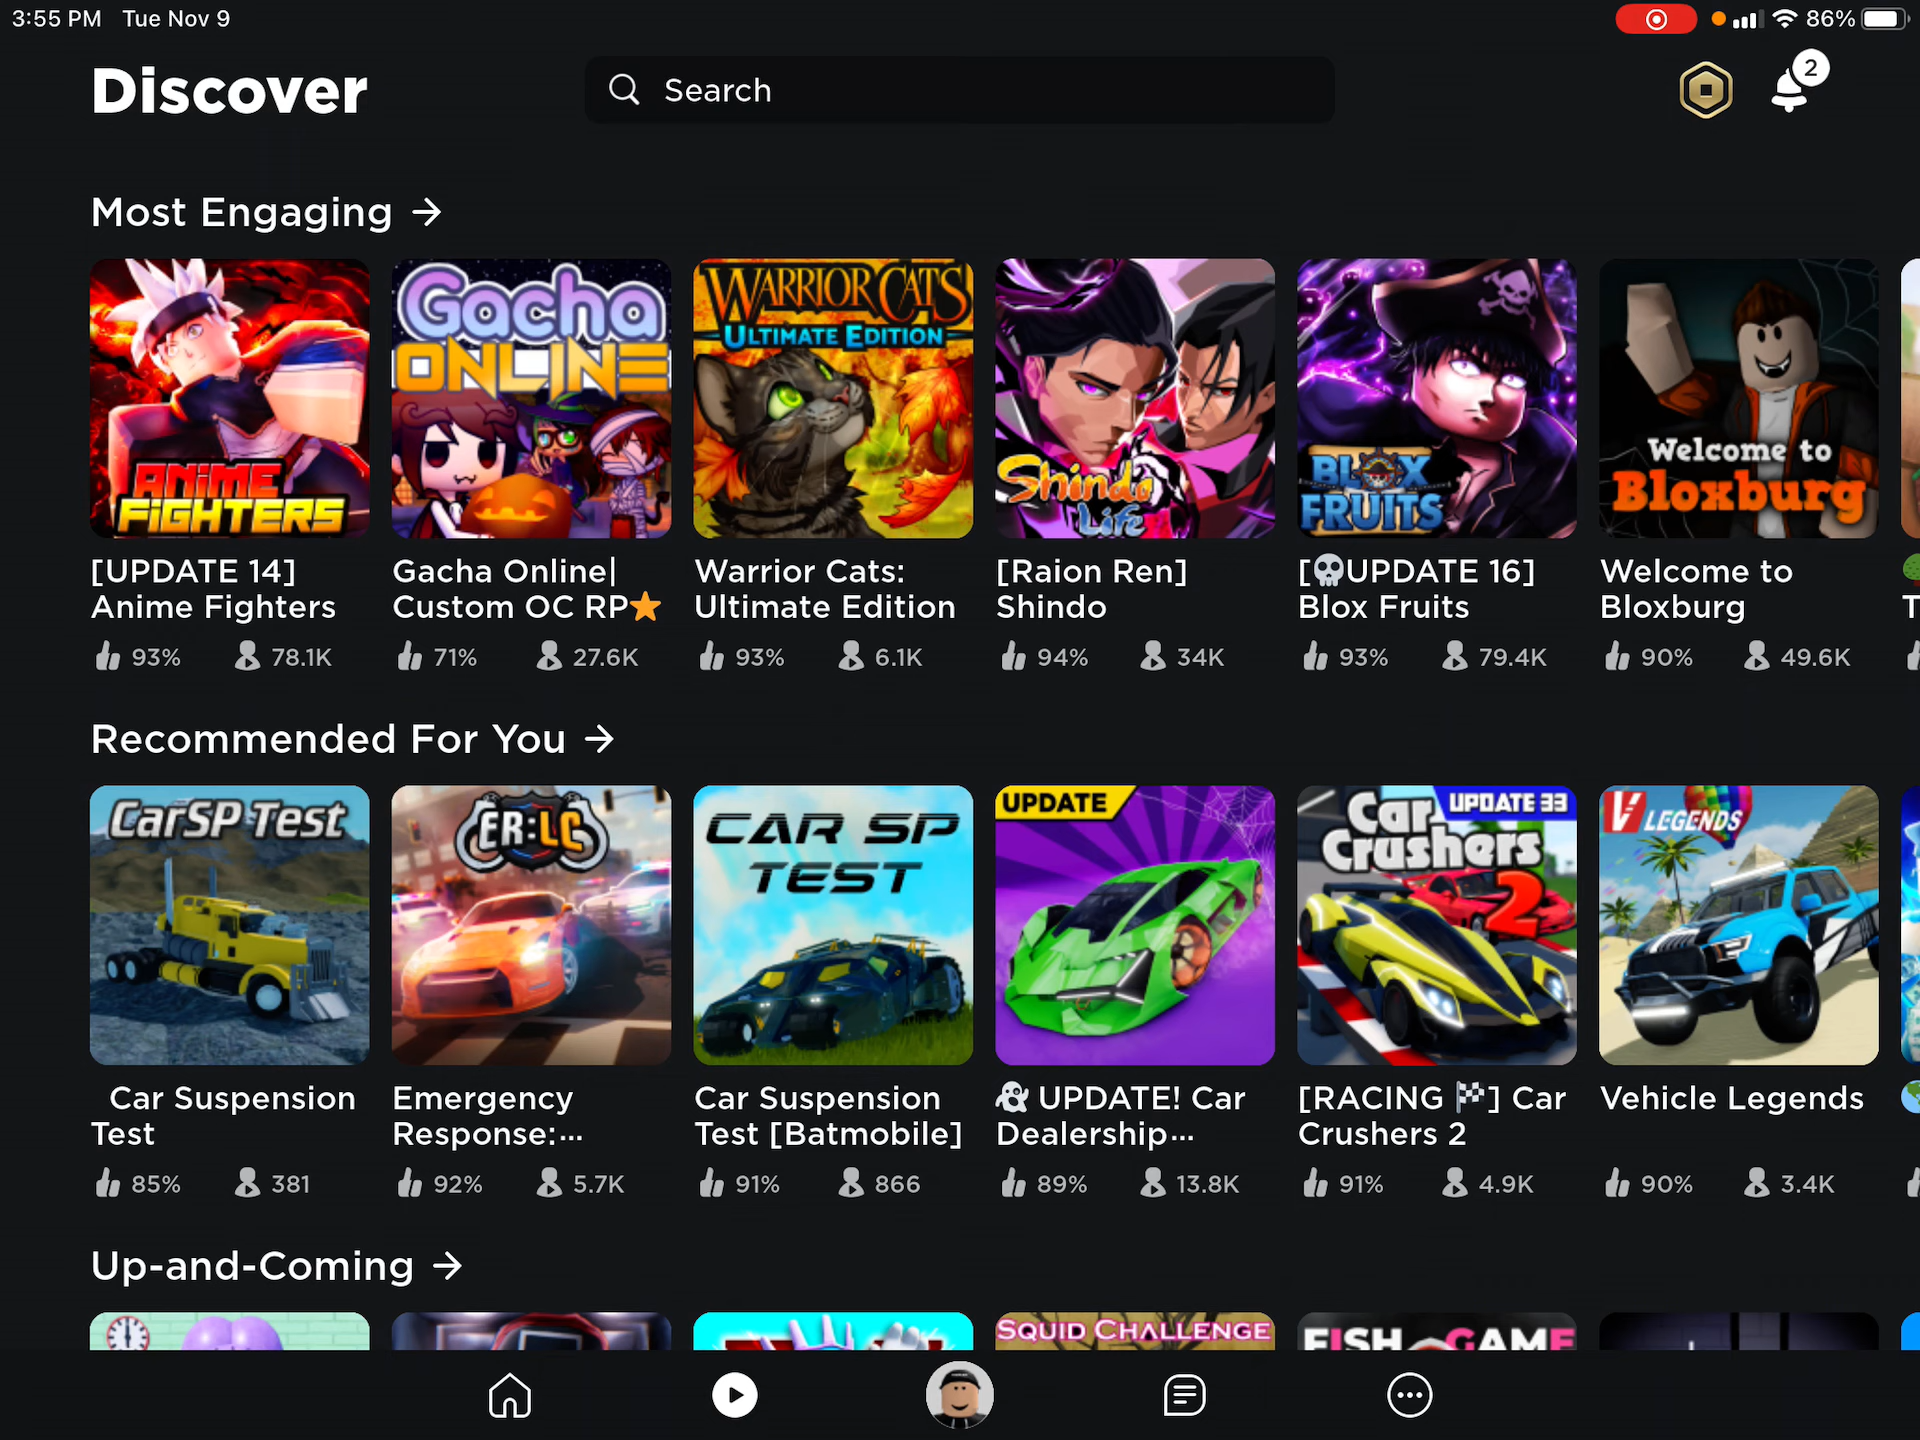 3:55 PM Tue Nov 9
86%
Discover
Search
2
Most Engaging →
ANIME
FIGHTERS
Gacha
ONLINE
WARRIOR CATS
ULTIMATE EDITION
Shindo
Life
BLOX
FRUITS
Welcome to
Bloxburg
[UPDATE 14]
Anime Fighters
Gacha Online|
Custom OC RP⭐
Warrior Cats:
Ultimate Edition
[Raion Ren]
Shindo
[💀UPDATE 16]
Blox Fruits
Welcome to
Bloxburg
T
93% 78.1K
71% 27.6K
93% 6.1K
94% 34K
93% 79.4K
90% 49.6K
Recommended For You →
CarSP Test
ER:LC
CAR SP
TEST
UPDATE
Car UPDATE 33
Crushers
2
V LEGENDS
Car Suspension
Test
Emergency
Response:...
Car Suspension
Test [Batmobile]
👻 UPDATE! Car
Dealership...
[RACING 🏁] Car
Crushers 2
Vehicle Legends
85% 381
92% 5.7K
91% 866
89% 13.8K
91% 4.9K
90% 3.4K
Up-and-Coming →
SQUID CHALLENGE
FISH GAME